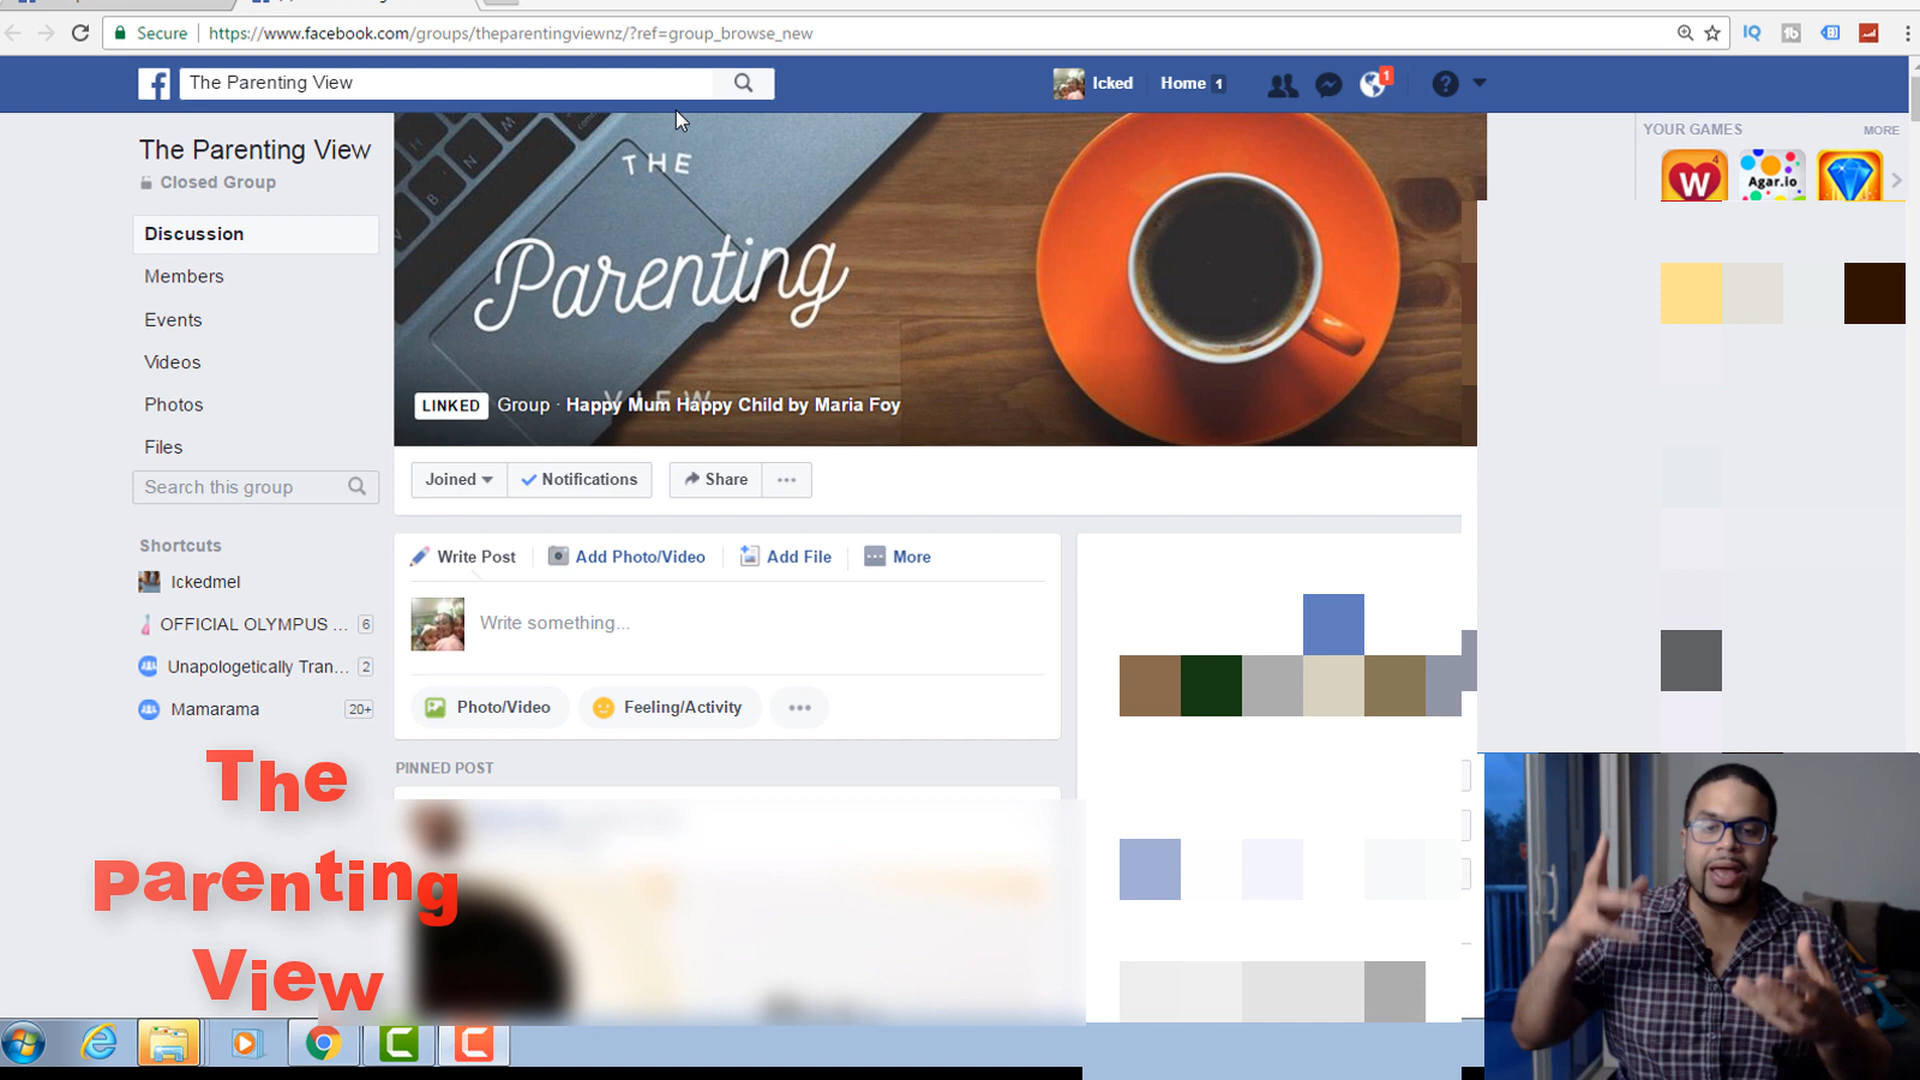 Secure https://www.facebook.com/groups/theparentingviewnz/?ref=group_browse_new
The Parenting View
Icked
Home 1
1
The Parenting View
Closed Group
Discussion
Members
Events
Videos
Photos
Files
Search this group
Shortcuts
Ickedmel
OFFICIAL OLYMPUS ... 6
Unapologetically Tran... 2
Mamarama 20+
THE
Parenting
VIEW
LINKED Group · Happy Mum Happy Child by Maria Foy
Joined Notifications Share
Write Post Add Photo/Video Add File More
Write something...
Photo/Video Feeling/Activity
PINNED POST
YOUR GAMES MORE
W 4
Agar.io
The
Parenting
View